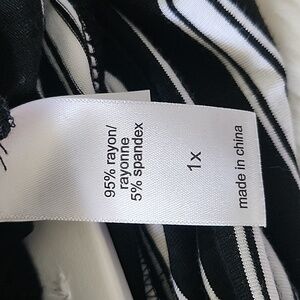 95% rayon/
rayonne
5% spandex
1x
made in china